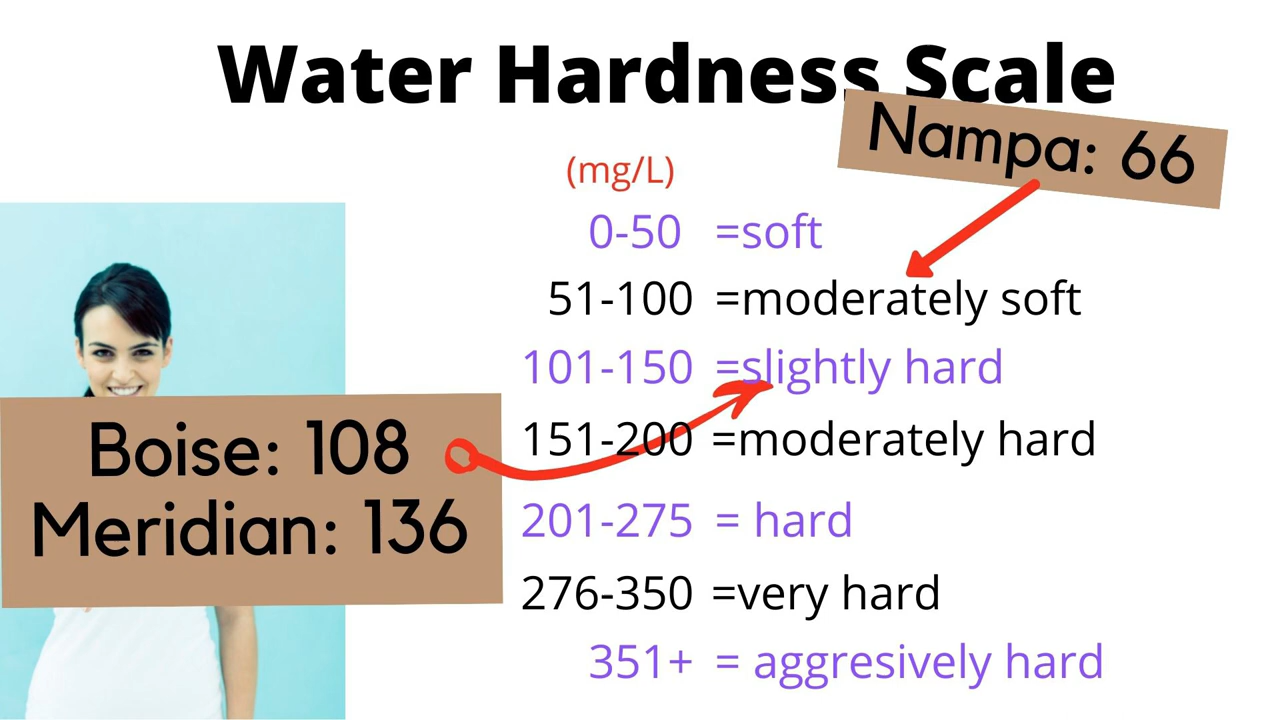 Water Hardness Scale
Nampa: 66
(mg/L)
0-50 =soft
51-100 =moderately soft
101-150 =slightly hard
Boise: 108
Meridian: 136
151-200 =moderately hard
201-275 = hard
276-350 =very hard
351+ = aggresively hard